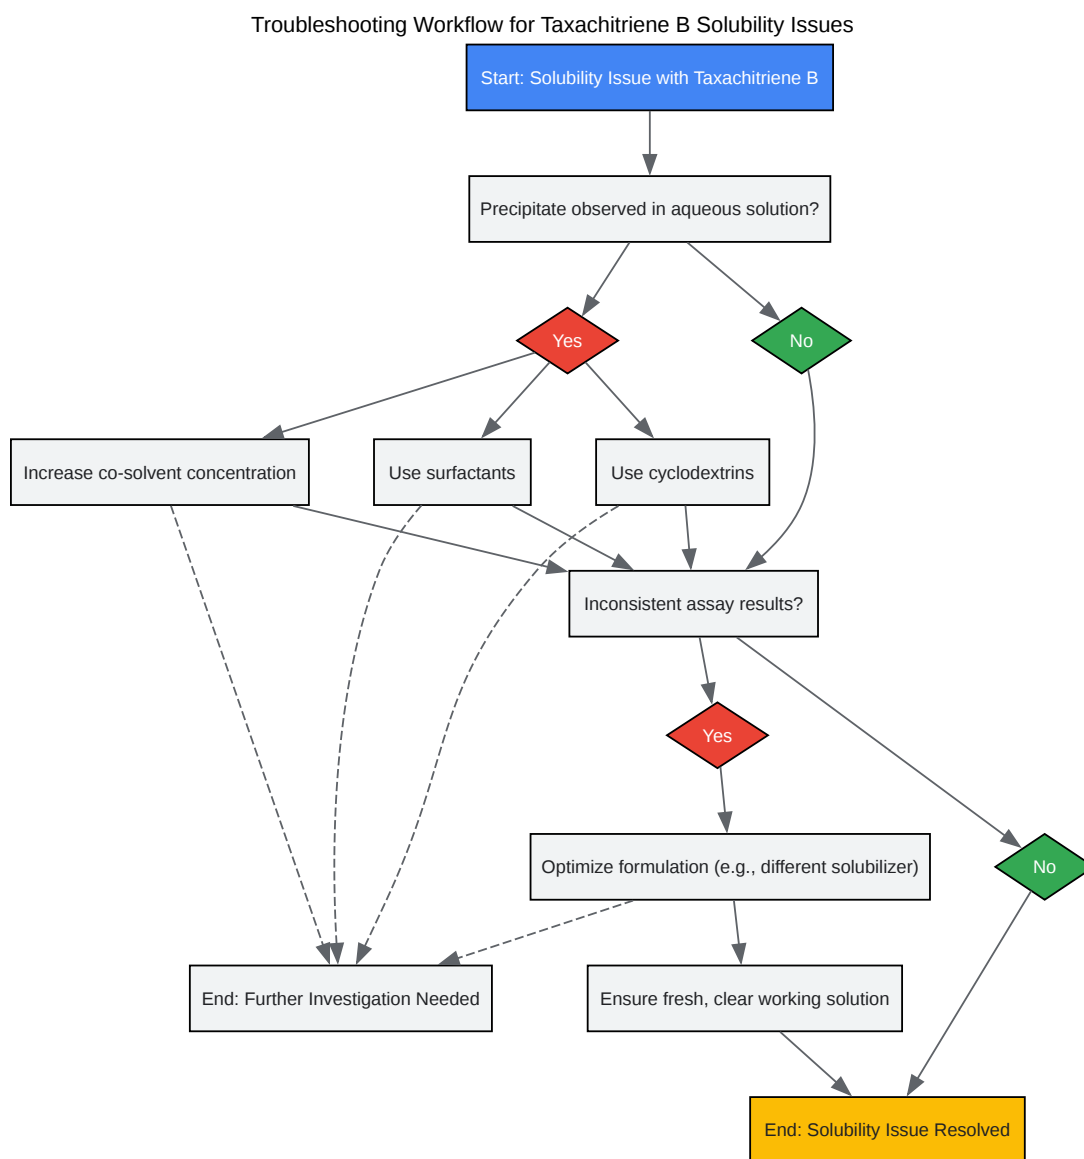 Troubleshooting Workflow for Taxachitriene B Solubility Issues
Start: Solubility Issue with Taxachitriene B
Precipitate observed in aqueous solution?
Yes
No
Increase co-solvent concentration
Use surfactants
Use cyclodextrins
Inconsistent assay results?
Yes
Optimize formulation (e.g., different solubilizer)
No
End: Further Investigation Needed
Ensure fresh, clear working solution
End: Solubility Issue Resolved